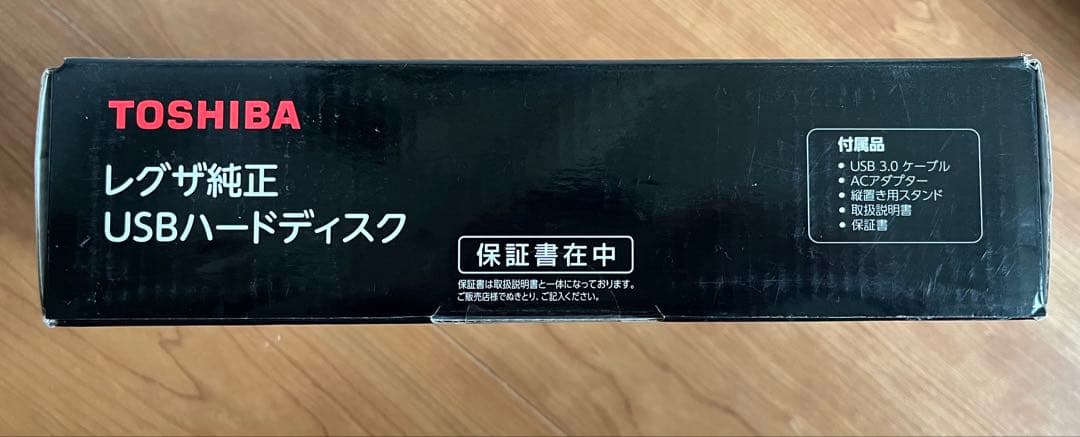 TOSHIBA
レグザ純正
USBハードディスク
保証書在中
保証書は取扱説明書と一体になっております。
ご販売店様でぬきとり、ご記入ください。
付属品
• USB 3.0 ケーブル
• ACアダプター
• 縦置き用スタンド
• 取扱説明書
• 保証書